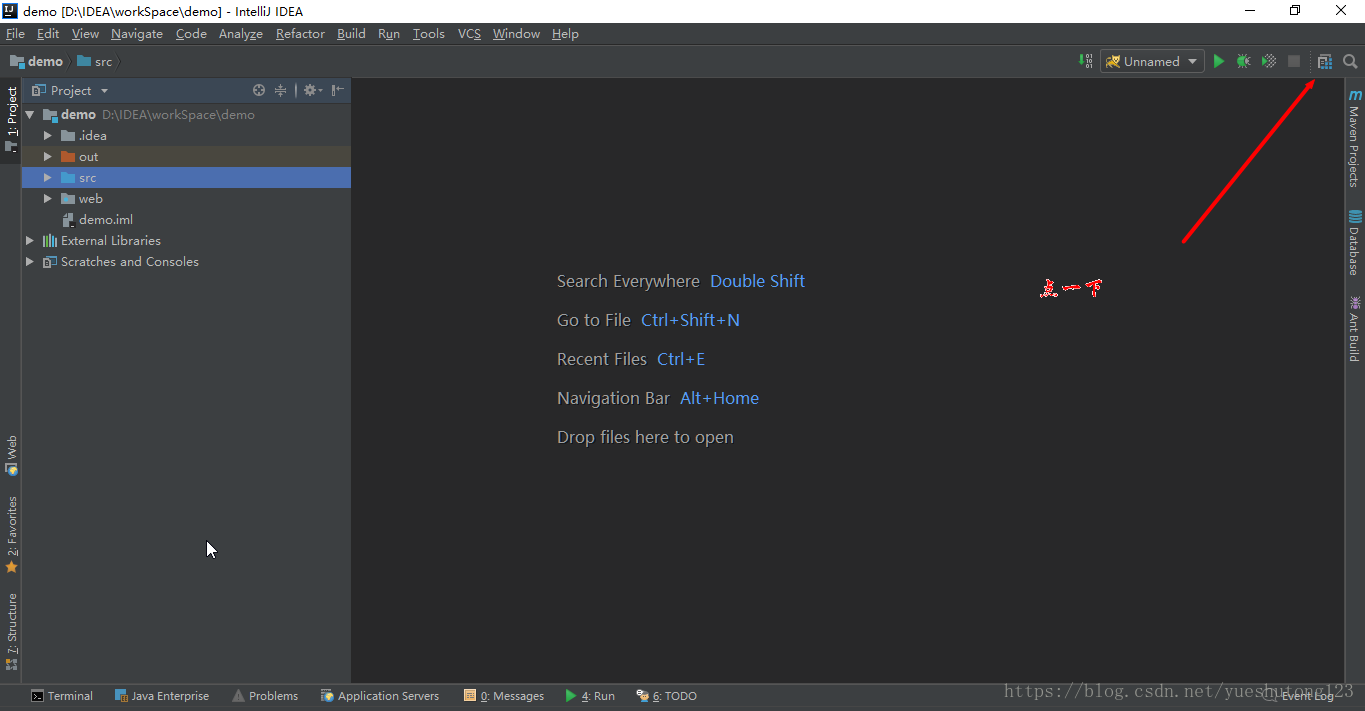 demo [D:\IDEA\workSpace\demo] - IntelliJ IDEA
File Edit View Navigate Code Analyze Refactor Build Run Tools VCS Window Help
demo src
Unnamed
Project
demo D:\IDEA\workSpace\demo
.idea
out
src
web
demo.iml
External Libraries
Scratches and Consoles
1: Project
Web
2: Favorites
7: Structure
Search Everywhere Double Shift
Go to File Ctrl+Shift+N
Recent Files Ctrl+E
Navigation Bar Alt+Home
Drop files here to open
点一下
m Maven Projects
Database
Ant Build
Terminal Java Enterprise Problems Application Servers 0: Messages 4: Run 6: TODO
Event Log
https://blog.csdn.net/yueshutong123